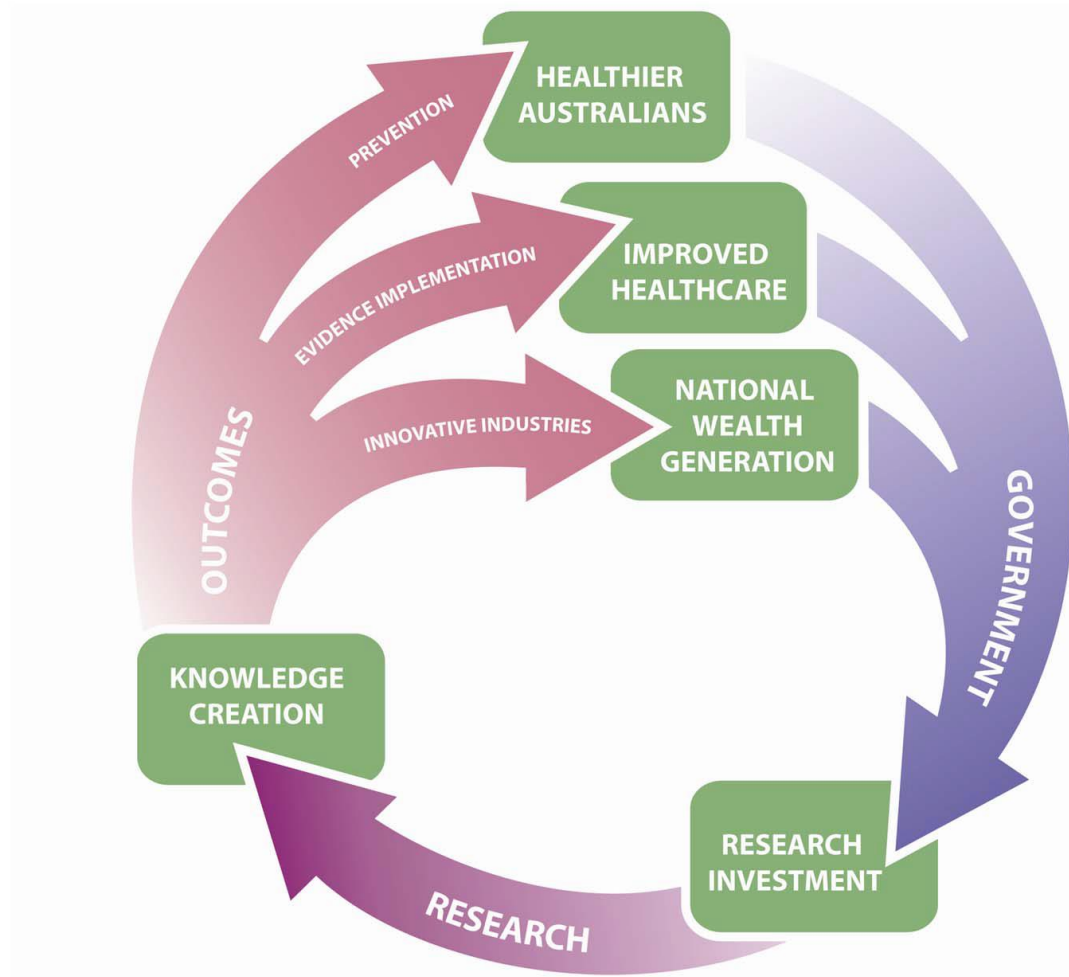 HEALTHIER
AUSTRALIANS
PREVENTION
IMPROVED
HEALTHCARE
EVIDENCE IMPLEMENTATION
NATIONAL
WEALTH
GENERATION
INNOVATIVE INDUSTRIES
OUTCOMES
GOVERNMENT
KNOWLEDGE
CREATION
RESEARCH
INVESTMENT
RESEARCH